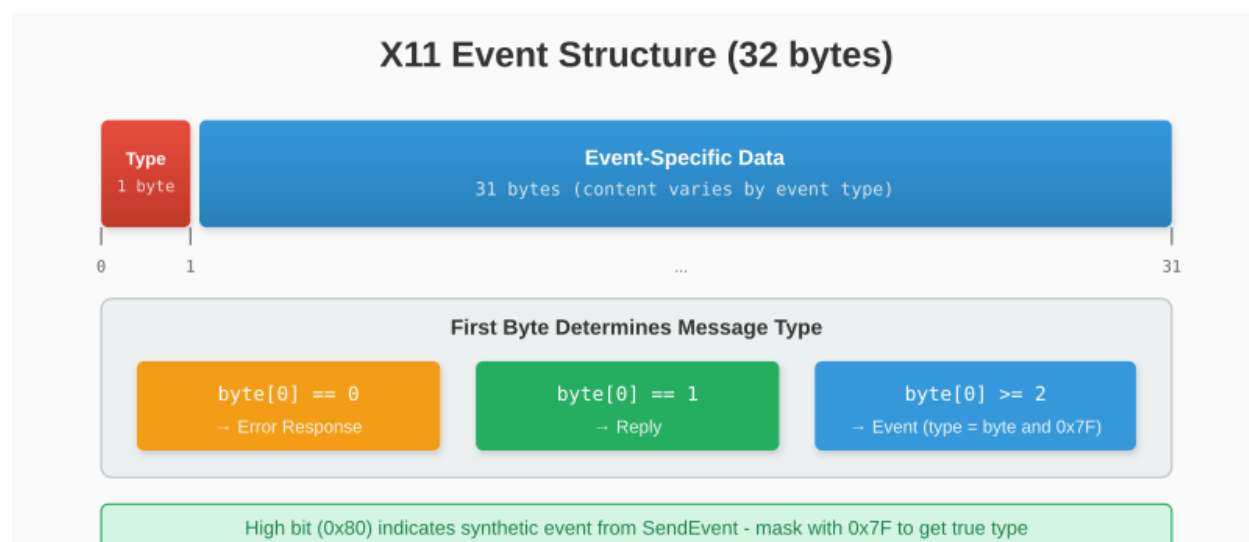 X11 Event Structure (32 bytes)
Type
1 byte
Event-Specific Data
31 bytes (content varies by event type)
0
1
...
31
First Byte Determines Message Type
byte[0] == 0
→ Error Response
byte[0] == 1
→ Reply
byte[0] >= 2
→ Event (type = byte and 0x7F)
High bit (0x80) indicates synthetic event from SendEvent - mask with 0x7F to get true type